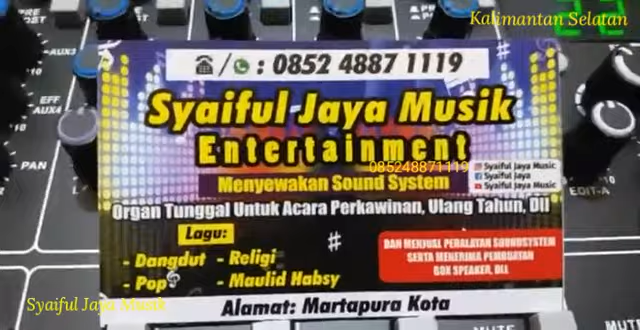 Kalimantan Selatan
: 0852 4887 1119
Syaiful Jaya Musik
Entertainment
085248871119
Syaiful Jaya Music
Syaiful Jaya
Syaiful Jaya Music
Menyewakan Sound System
Organ Tunggal Untuk Acara Perkawinan, Ulang Tahun, Dll
Lagu:
- Dangdut - Religi
- Pop - Maulid Habsy
#
DAN MENJUAL PERALATAN SOUNDSYSTEM
SERTA MENERIMA PEMBUATAN
BOX SPEAKER, DLL
Alamat: Martapura Kota
Syaiful Jaya Musik
AUX3
EFF
AUX4
PAN
EDIT-A
MUTE